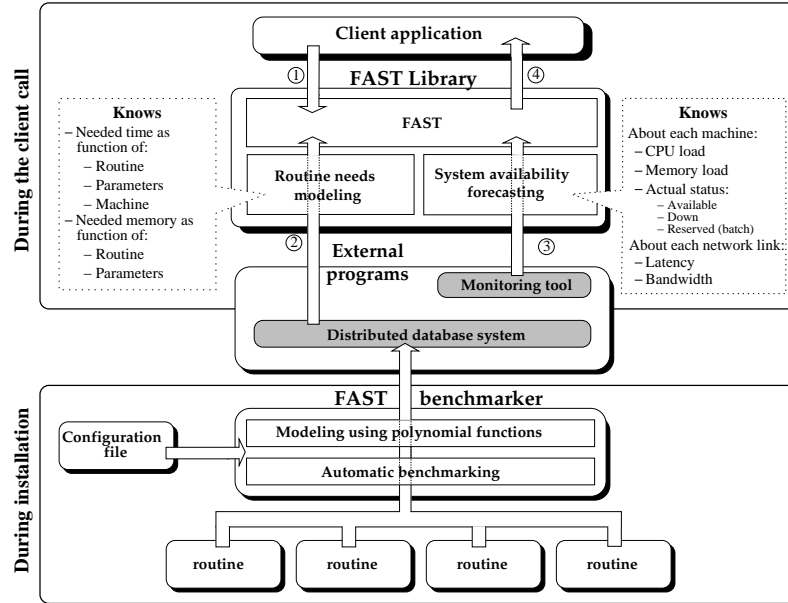 During the client call
Client application
① ④
FAST Library
FAST
Routine needs
modeling
System availability
forecasting
Knows
– Needed time as
function of:
– Routine
– Parameters
– Machine
– Needed memory as
function of:
– Routine
– Parameters
Knows
About each machine:
– CPU load
– Memory load
– Actual status:
– Available
– Down
– Reserved (batch)
About each network link:
– Latency
– Bandwidth
② ③
External
programs
Monitoring tool
Distributed database system
During installation
FAST benchmarker
Configuration
file
Modeling using polynomial functions
Automatic benchmarking
routine routine routine routine